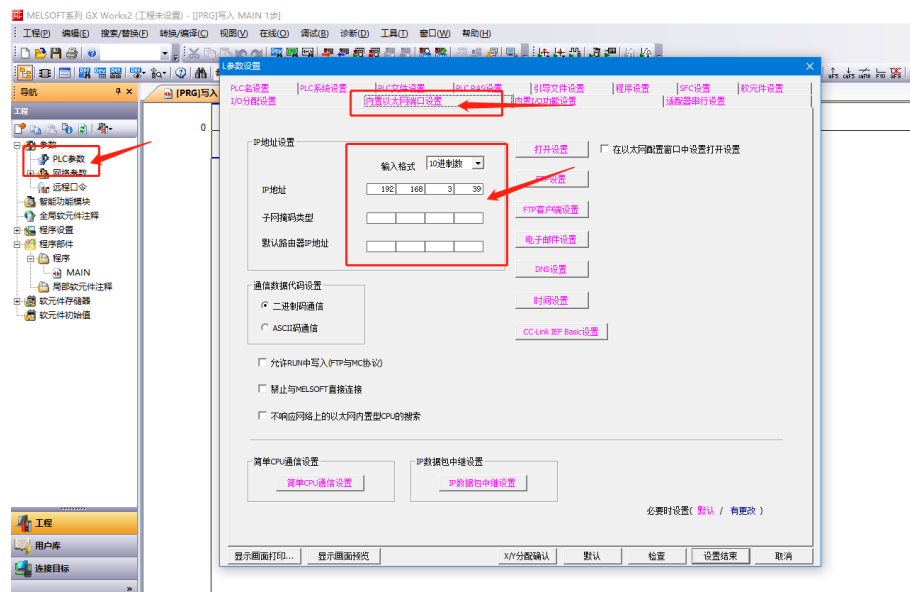 MELSOFT系列 GX Works2 (工程未设置) - [[PRG]写入 MAIN 1步]
工程(P) 编辑(E) 搜索/替换(F) 转换/编译(C) 视图(V) 在线(O) 调试(B) 诊断(D) 工具(T) 窗口(W) 帮助(H)
导航
[PRG]写入
工程
参数
PLC参数
网络参数
远程口令
智能功能模块
全局软元件注释
程序设置
程序部件
程序
MAIN
局部软元件注释
软元件存储器
软元件初始值
工程
用户库
连接目标
0
L参数设置
PLC名设置 PLC系统设置 PLC文件设置 PLC RAS设置 引导文件设置 程序设置 SFC设置 软元件设置
I/O分配设置 内置以太网端口设置 内置I/O功能设置 适配器串行设置
IP地址设置
输入格式 10进制数
IP地址 192 168 3 39
子网掩码类型
默认路由器IP地址
打开设置
在以太网配置窗口中设置打开设置
FTP设置
FTP客户端设置
电子邮件设置
DNS设置
时间设置
CC-Link IEF Basic设置
通信数据代码设置
二进制码通信
ASCII码通信
允许RUN中写入(FTP与MC协议)
禁止与MELSOFT直接连接
不响应网络上的以太网内置型CPU的搜索
简单CPU通信设置
简单CPU通信设置
IP数据包中继设置
IP数据包中继设置
必要时设置( 默认 / 有更改 )
显示画面打印... 显示画面预览 X/Y分配确认 默认 检查 设置结束 取消